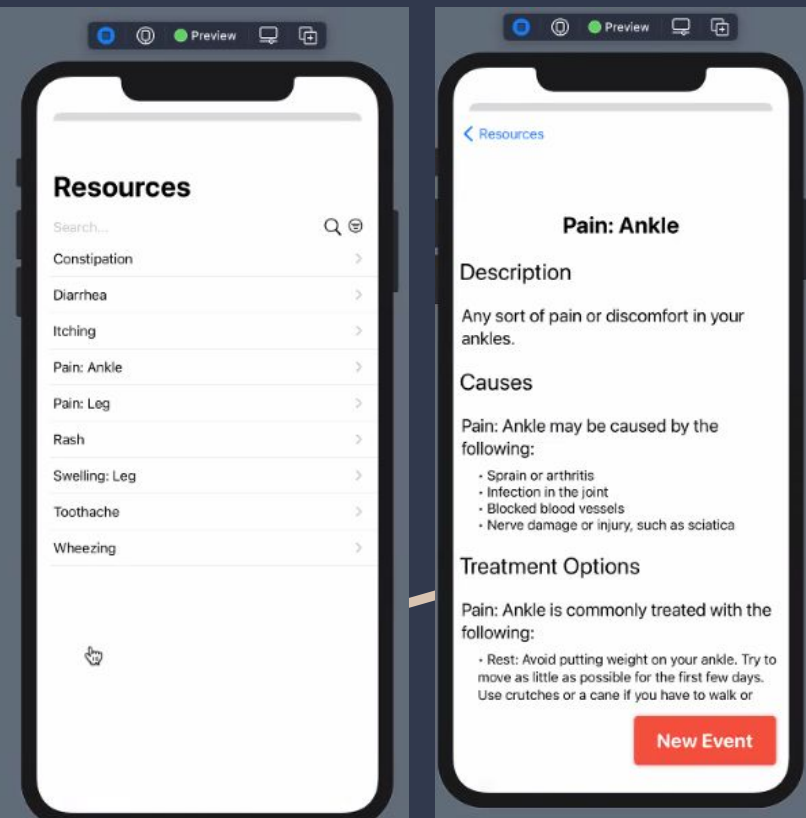 Preview
Resources
Search...
Constipation
Diarrhea
Itching
Pain: Ankle
Pain: Leg
Rash
Swelling: Leg
Toothache
Wheezing
Preview
Resources
Pain: Ankle
Description
Any sort of pain or discomfort in your
ankles.
Causes
Pain: Ankle may be caused by the
following:
• Sprain or arthritis
• Infection in the joint
• Blocked blood vessels
• Nerve damage or injury, such as sciatica
Treatment Options
Pain: Ankle is commonly treated with the
following:
• Rest: Avoid putting weight on your ankle. Try to
move as little as possible for the first few days.
Use crutches or a cane if you have to walk or
New Event